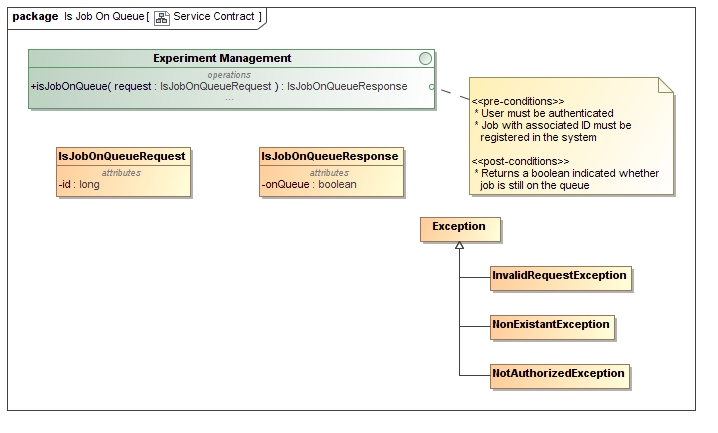 package Is Job On Queue [ Service Contract ]
Experiment Management
operations
+isJobOnQueue( request : IsJobOnQueueRequest ) : IsJobOnQueueResponse
...
<<pre-conditions>>
* User must be authenticated
* Job with associated ID must be
registered in the system
<<post-conditions>>
* Returns a boolean indicated whether
job is still on the queue
IsJobOnQueueRequest
attributes
-id : long
IsJobOnQueueResponse
attributes
-onQueue : boolean
Exception
InvalidRequestException
NonExistantException
NotAuthorizedException